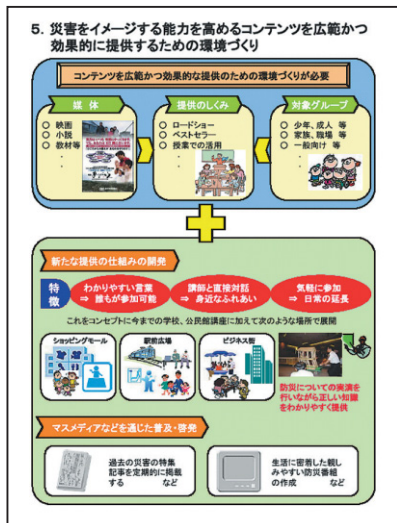 5. 災害をイメージする能力を高めるコンテンツを広範かつ
効果的に提供するための環境づくり
コンテンツを広範かつ効果的な提供のための環境づくりが必要
媒 体
○ 映画
○ 小説
○ 教材等
・
・
提供のしくみ
○ ロードショー
○ ベストセラー
○ 授業での活用
・
・
対象グループ
○ 少年、成人 等
○ 家族、職場 等
○ 一般向け 等
・
・
新たな提供の仕組みの開発
特徴
わかりやすい言葉
⇒ 誰もが参加可能
講師と直接対話
⇒ 身近なふれあい
気軽に参加
⇒ 日常の延長
これをコンセプトに今までの学校、公民館講座に加えて次のような場所で展開
ショッピングモール
駅前広場
ビジネス街
防災についての実演を
行いながら正しい知識
をわかりやすく提供
マスメディアなどを通じた普及・啓発
過去の災害の特集
記事を定期的に掲載
する など
生活に密着した親し
みやすい防災番組
の作成 など